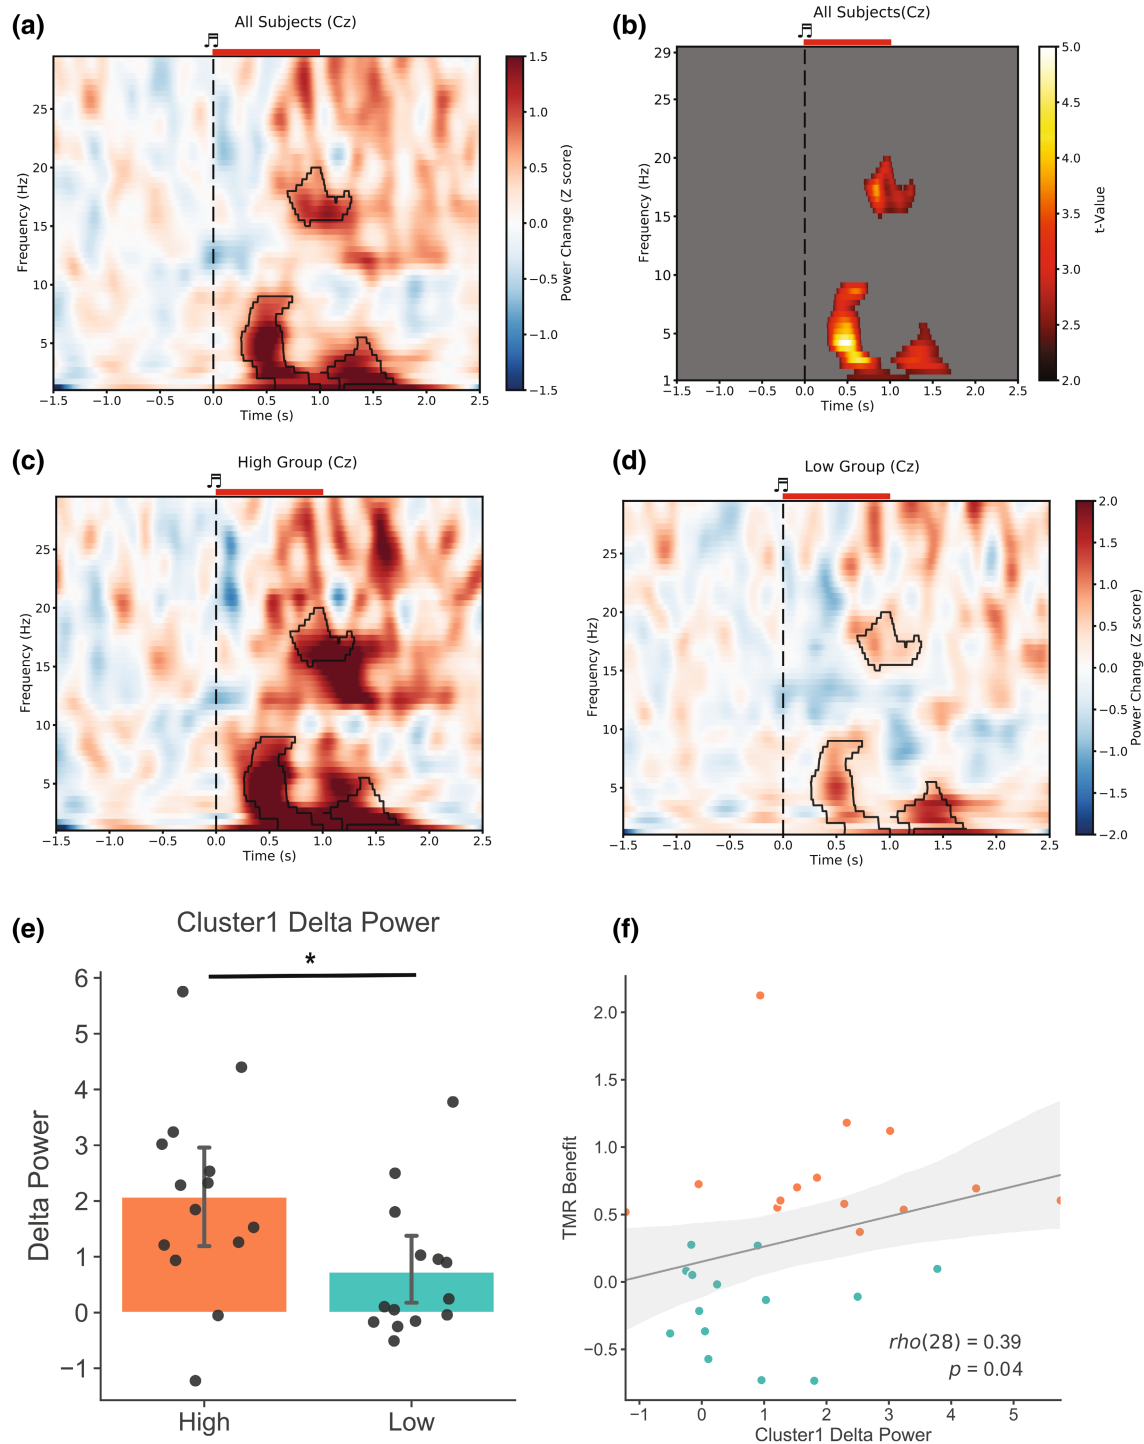 (a)
All Subjects (Cz)
Frequency (Hz)
25
20
15
10
5
−1.5 −1.0 −0.5 0.0 0.5 1.0 1.5 2.0 2.5
Time (s)
1.5
1.0
0.5
0.0
−0.5
−1.0
−1.5
Power Change (Z score)
(b)
All Subjects(Cz)
Frequency (Hz)
29
25
20
15
10
5
1
−1.5 −1.0 −0.5 0.0 0.5 1.0 1.5 2.0 2.5
Time (s)
5.0
4.5
4.0
3.5
3.0
2.5
2.0
t-Value
(c)
High Group (Cz)
Frequency (Hz)
25
20
15
10
5
−1.5 −1.0 −0.5 0.0 0.5 1.0 1.5 2.0 2.5
Time (s)
(d)
Low Group (Cz)
Frequency (Hz)
25
20
15
10
5
−1.5 −1.0 −0.5 0.0 0.5 1.0 1.5 2.0 2.5
Time (s)
2.0
1.5
1.0
0.5
0.0
−0.5
−1.0
−1.5
−2.0
Power Change (Z score)
(e)
Cluster1 Delta Power
*
Delta Power
6
5
4
3
2
1
0
−1
High Low
(f)
TMR Benefit
2.0
1.5
1.0
0.5
0.0
−0.5
rho(28) = 0.39
p = 0.04
−1 0 1 2 3 4 5
Cluster1 Delta Power